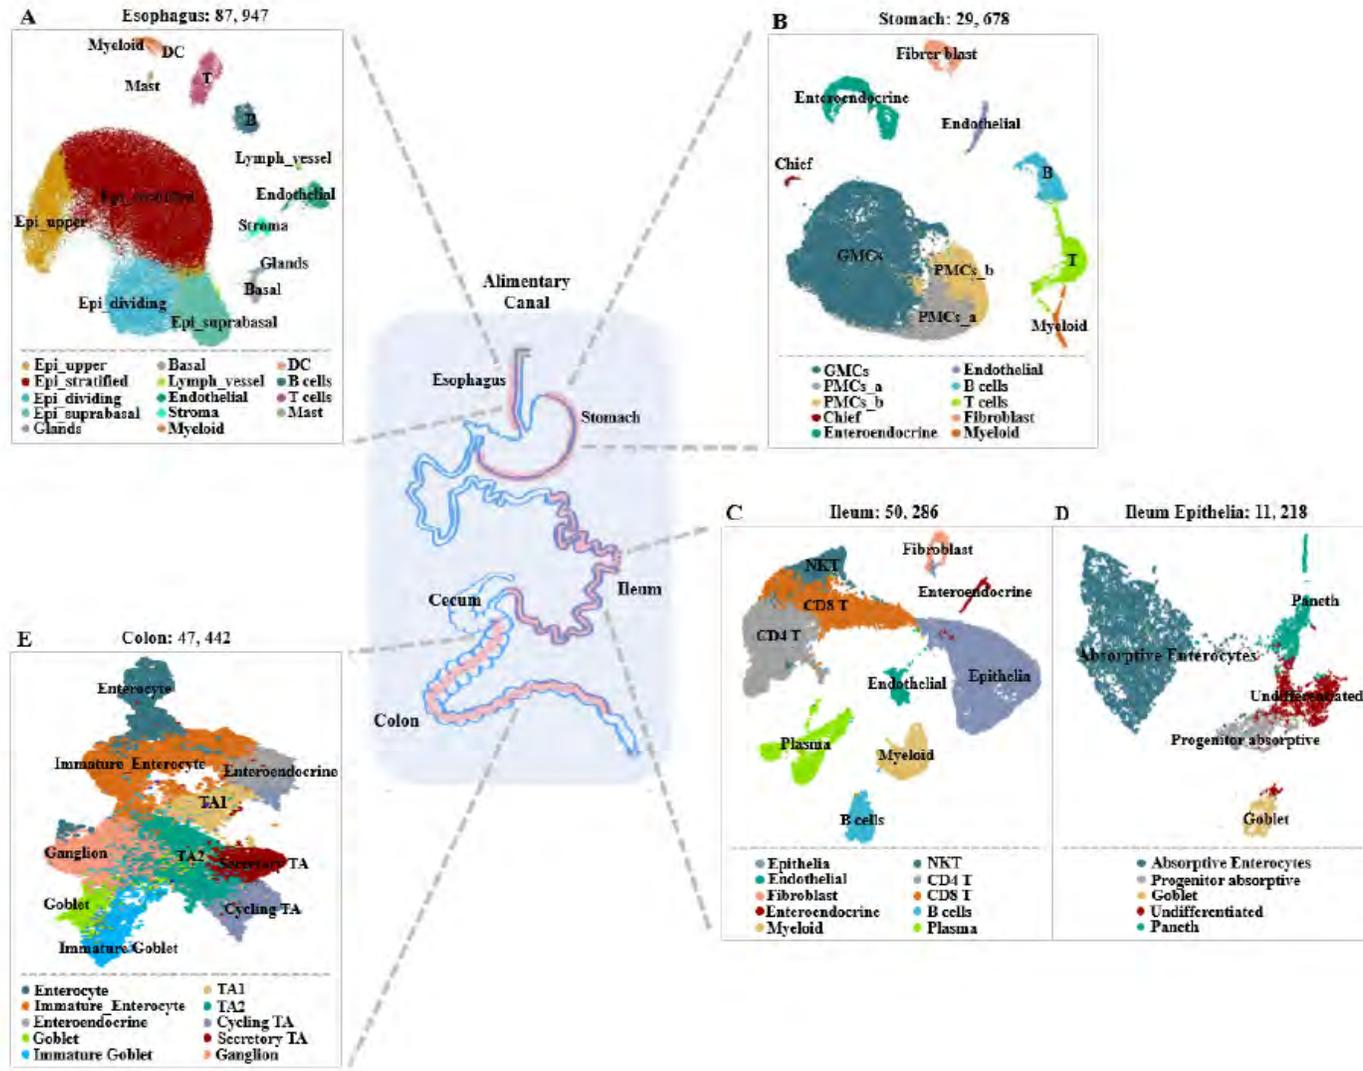 A
Esophagus: 87, 947
Myeloid
DC
T
Mast
B
Lymph_vessel
Epi_stratified
Endothelial
Epi_upper
Stroma
Glands
Basal
Epi_dividing
Epi_suprabasal
Epi_upper Basal DC
Epi_stratified Lymph_vessel B cells
Epi_dividing Endothelial T cells
Epi_suprabasal Stroma Mast
Glands Myeloid
B
Stomach: 29, 678
Fibrer blast
Enteroendocrine
Endothelial
Chief
B
GMCs
T
PMCs_b
PMCs_a
Myeloid
GMCs Endothelial
PMCs_a B cells
PMCs_b T cells
Chief Fibroblast
Enteroendocrine Myeloid
Alimentary
Canal
Esophagus
Stomach
Ileum
Cecum
Colon
C
Ileum: 50, 286
Fibroblast
NKT
Enteroendocrine
CD8 T
CD4 T
Epithelia
Endothelial
Plasma
Myeloid
B cells
Epithelia NKT
Endothelial CD4 T
Fibroblast CD8 T
Enteroendocrine B cells
Myeloid Plasma
D
Ileum Epithelia: 11, 218
Paneth
Absorptive Enterocytes
Undifferentiated
Progenitor absorptive
Goblet
Absorptive Enterocytes
Progenitor absorptive
Goblet
Undifferentiated
Paneth
E
Colon: 47, 442
Enterocyte
Immature_Enterocyte
Enteroendocrine
TA1
Ganglion
TA2
Secretory TA
Goblet
Cycling TA
Immature Goblet
Enterocyte TA1
Immature_Enterocyte TA2
Enteroendocrine Cycling TA
Goblet Secretory TA
Immature Goblet Ganglion